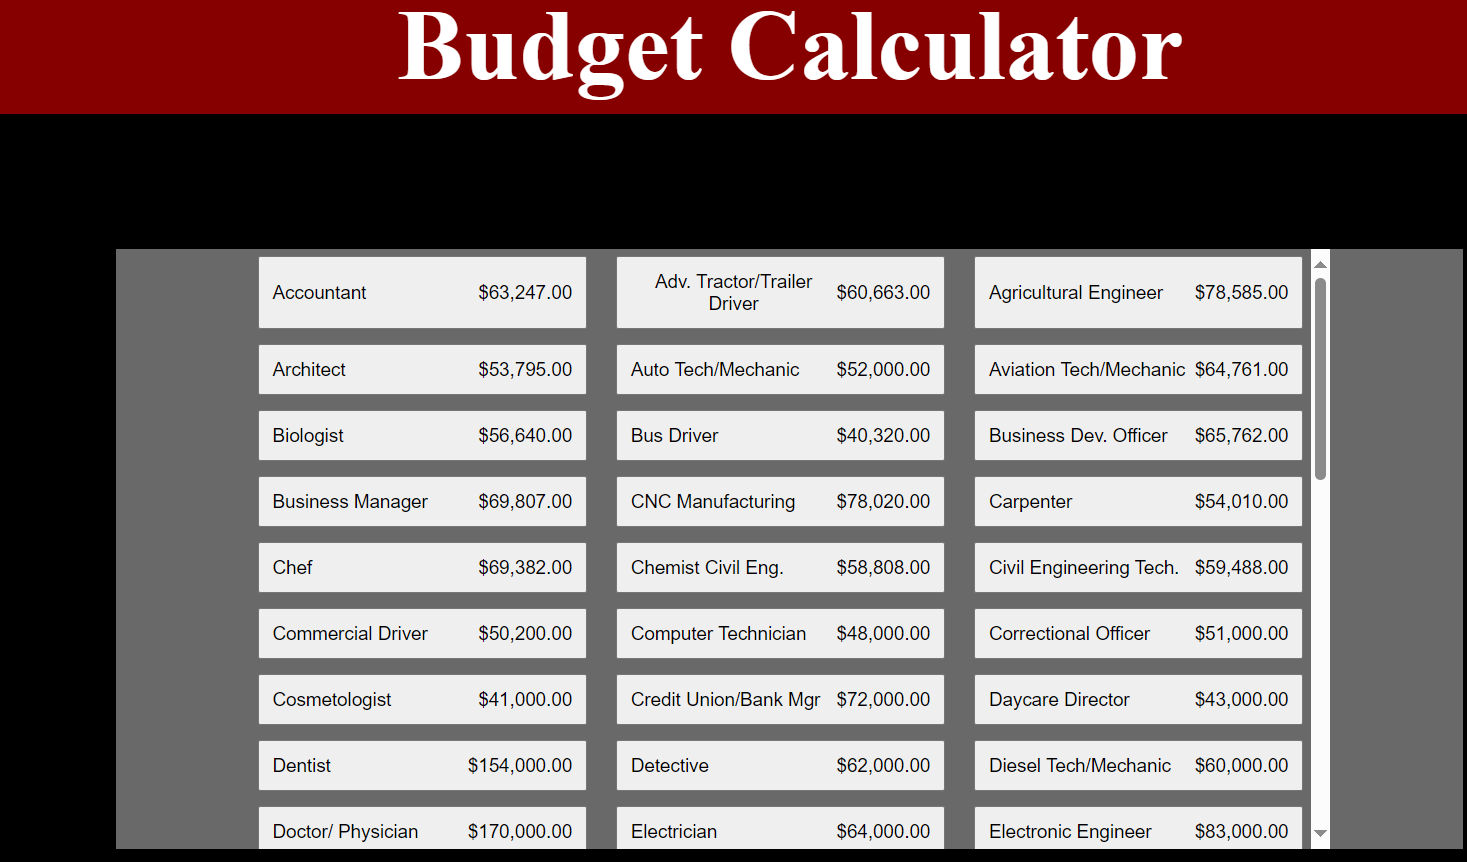 Budget Calculator
Accountant $63,247.00
Adv. Tractor/Trailer
Driver
$60,663.00
Agricultural Engineer $78,585.00
Architect $53,795.00
Auto Tech/Mechanic $52,000.00
Aviation Tech/Mechanic $64,761.00
Biologist $56,640.00
Bus Driver $40,320.00
Business Dev. Officer $65,762.00
Business Manager $69,807.00
CNC Manufacturing $78,020.00
Carpenter $54,010.00
Chef $69,382.00
Chemist Civil Eng. $58,808.00
Civil Engineering Tech. $59,488.00
Commercial Driver $50,200.00
Computer Technician $48,000.00
Correctional Officer $51,000.00
Cosmetologist $41,000.00
Credit Union/Bank Mgr $72,000.00
Daycare Director $43,000.00
Dentist $154,000.00
Detective $62,000.00
Diesel Tech/Mechanic $60,000.00
Doctor/ Physician $170,000.00
Electrician $64,000.00
Electronic Engineer $83,000.00